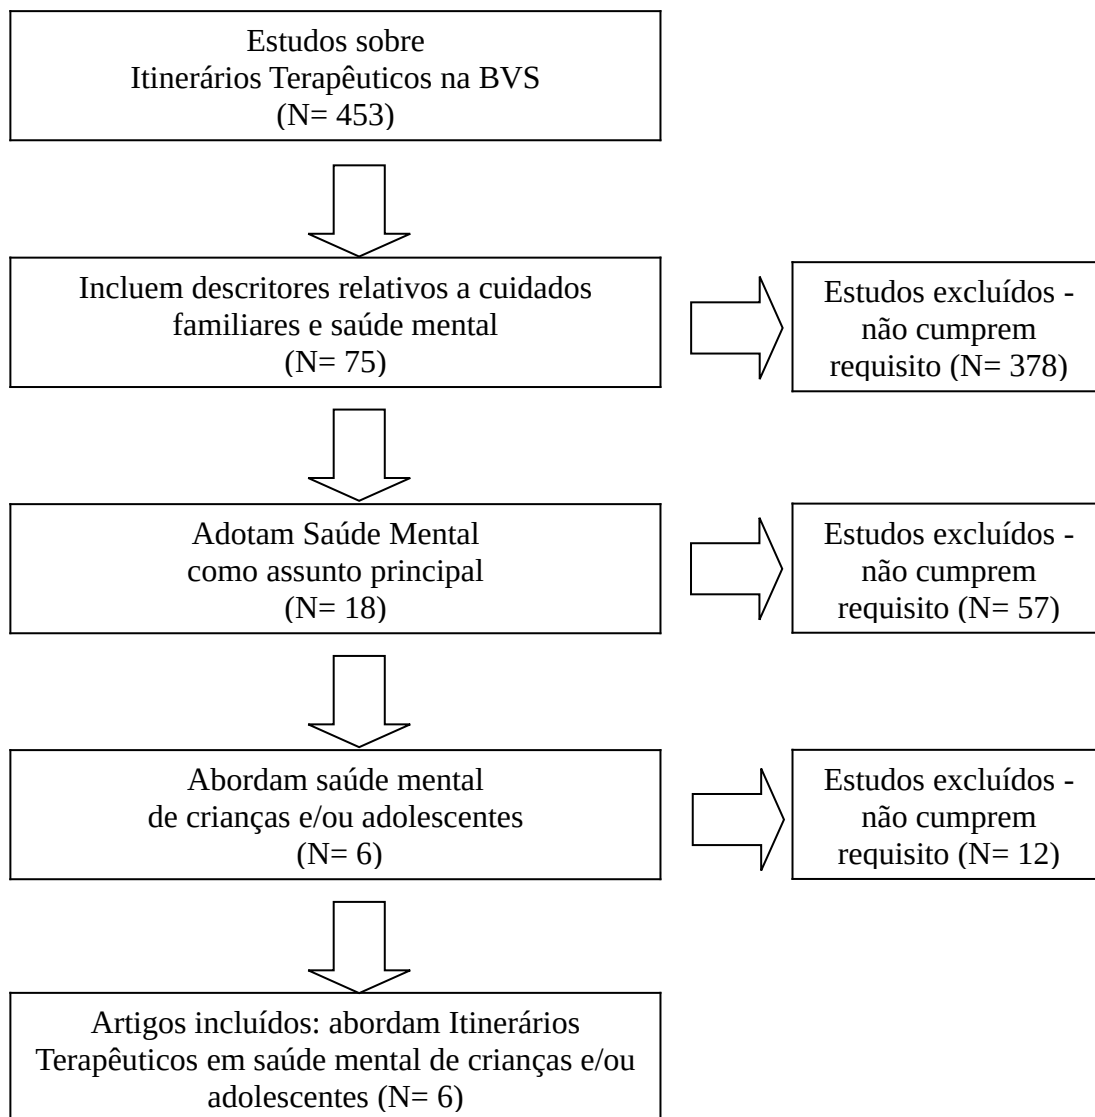 Estudos sobre
Itinerários Terapêuticos na BVS
(N= 453)
Incluem descritores relativos a cuidados
familiares e saúde mental
(N= 75)
Estudos excluídos -
não cumprem
requisito (N= 378)
Adotam Saúde Mental
como assunto principal
(N= 18)
Estudos excluídos -
não cumprem
requisito (N= 57)
Abordam saúde mental
de crianças e/ou adolescentes
(N= 6)
Estudos excluídos -
não cumprem
requisito (N= 12)
Artigos incluídos: abordam Itinerários
Terapêuticos em saúde mental de crianças e/ou
adolescentes (N= 6)